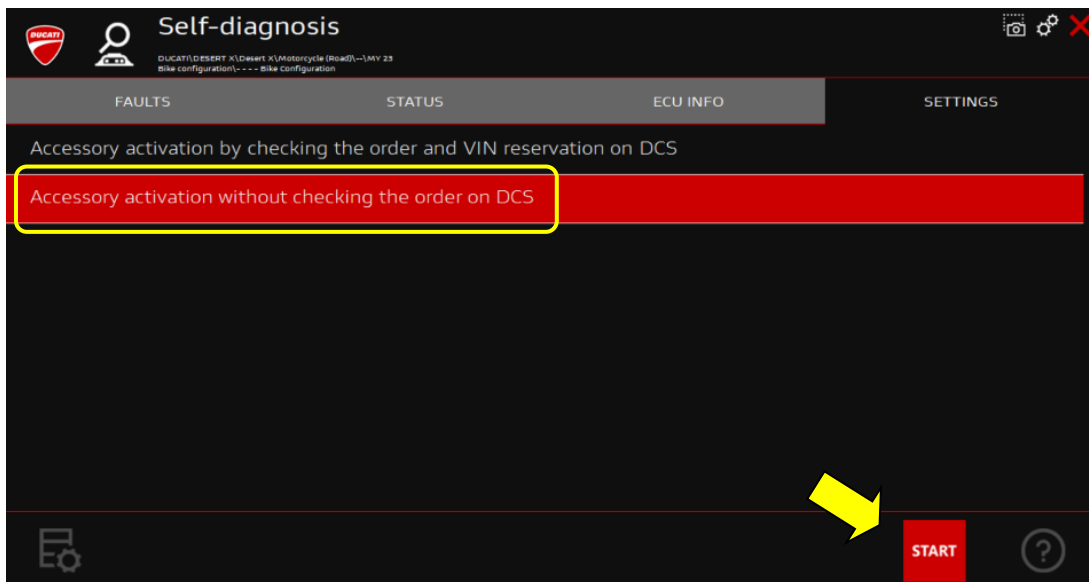 DUCATI
Self-diagnosis
DUCATI\DESERT X\Desert X\Motorcycle (Road)\--\MY 23
Bike configuration\- - - - Bike Configuration
FAULTS STATUS ECU INFO SETTINGS
Accessory activation by checking the order and VIN reservation on DCS
Accessory activation without checking the order on DCS
START ?